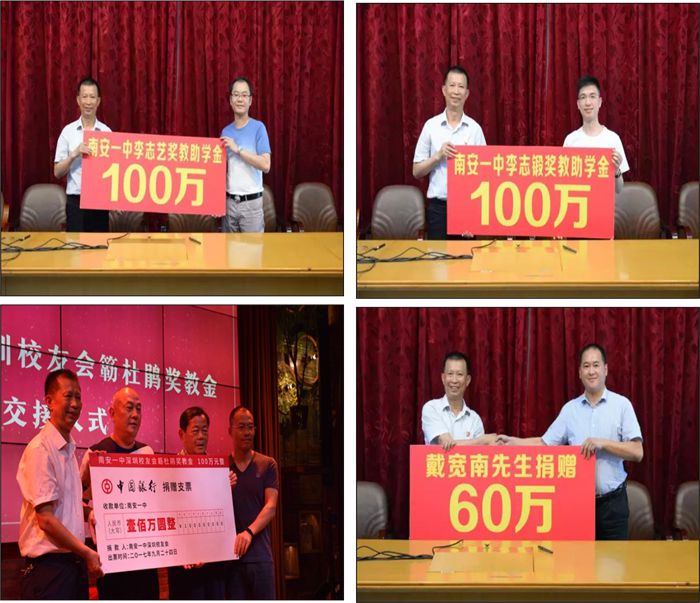 南安一中李志艺奖教助学金
100万
南安一中李志锻奖教助学金
100万
圳校友会簕杜鹃奖教金
交接仪式
南安一中深圳校友会簕杜鹃奖教金 100万元整
中国银行 捐赠支票
收款单位：南安一中
人民币
(大写)
壹佰万圆整
捐款人：南安一中深圳校友会
出票时间：二〇一七年九月二十四日
戴宽南先生捐赠
60万